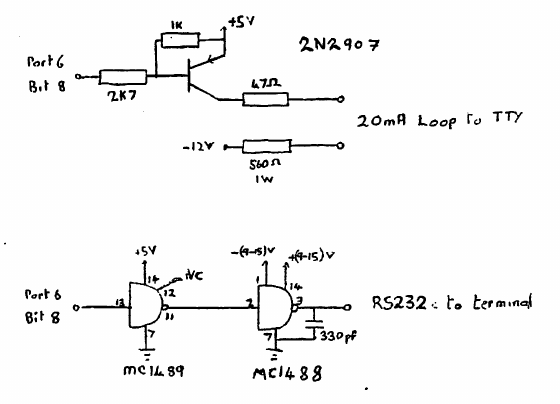 +5V
1K
2N2907
Port 6
Bit 8
2K7
47Ω
20mA Loop to TTY
-12V
560Ω
1W
+5V
-(9-15)V
+(9-15)V
14
N/C
12
1
14
Port 6
Bit 8
13
11
2
3
RS232c to terminal
7
7
330pf
MC1489
MC1488